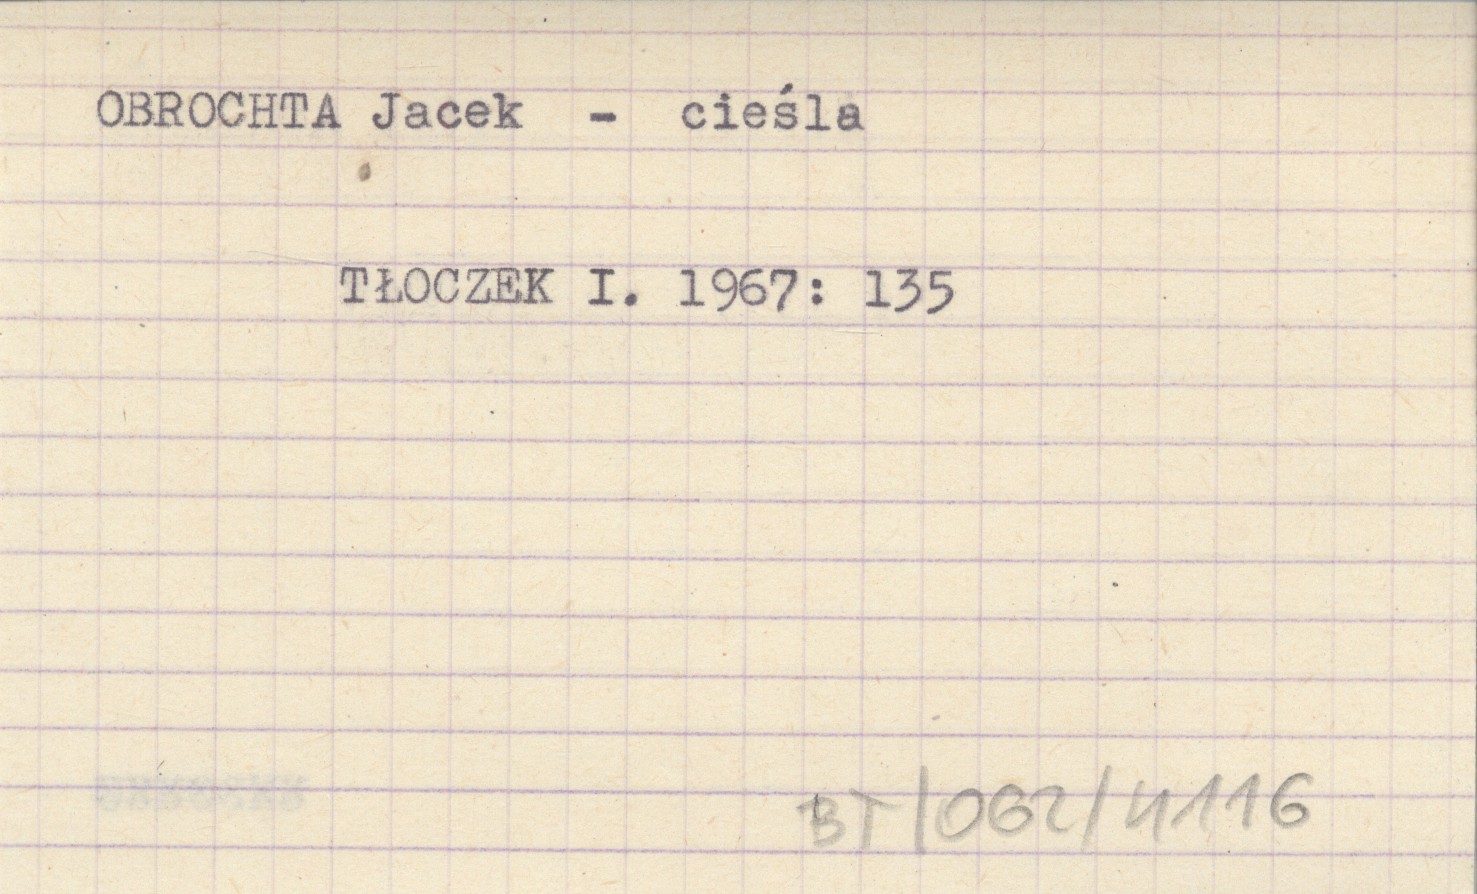 OBROCHTA Jacek - cieśla
TŁOCZEK I. 1967: 135
BT/062/4116